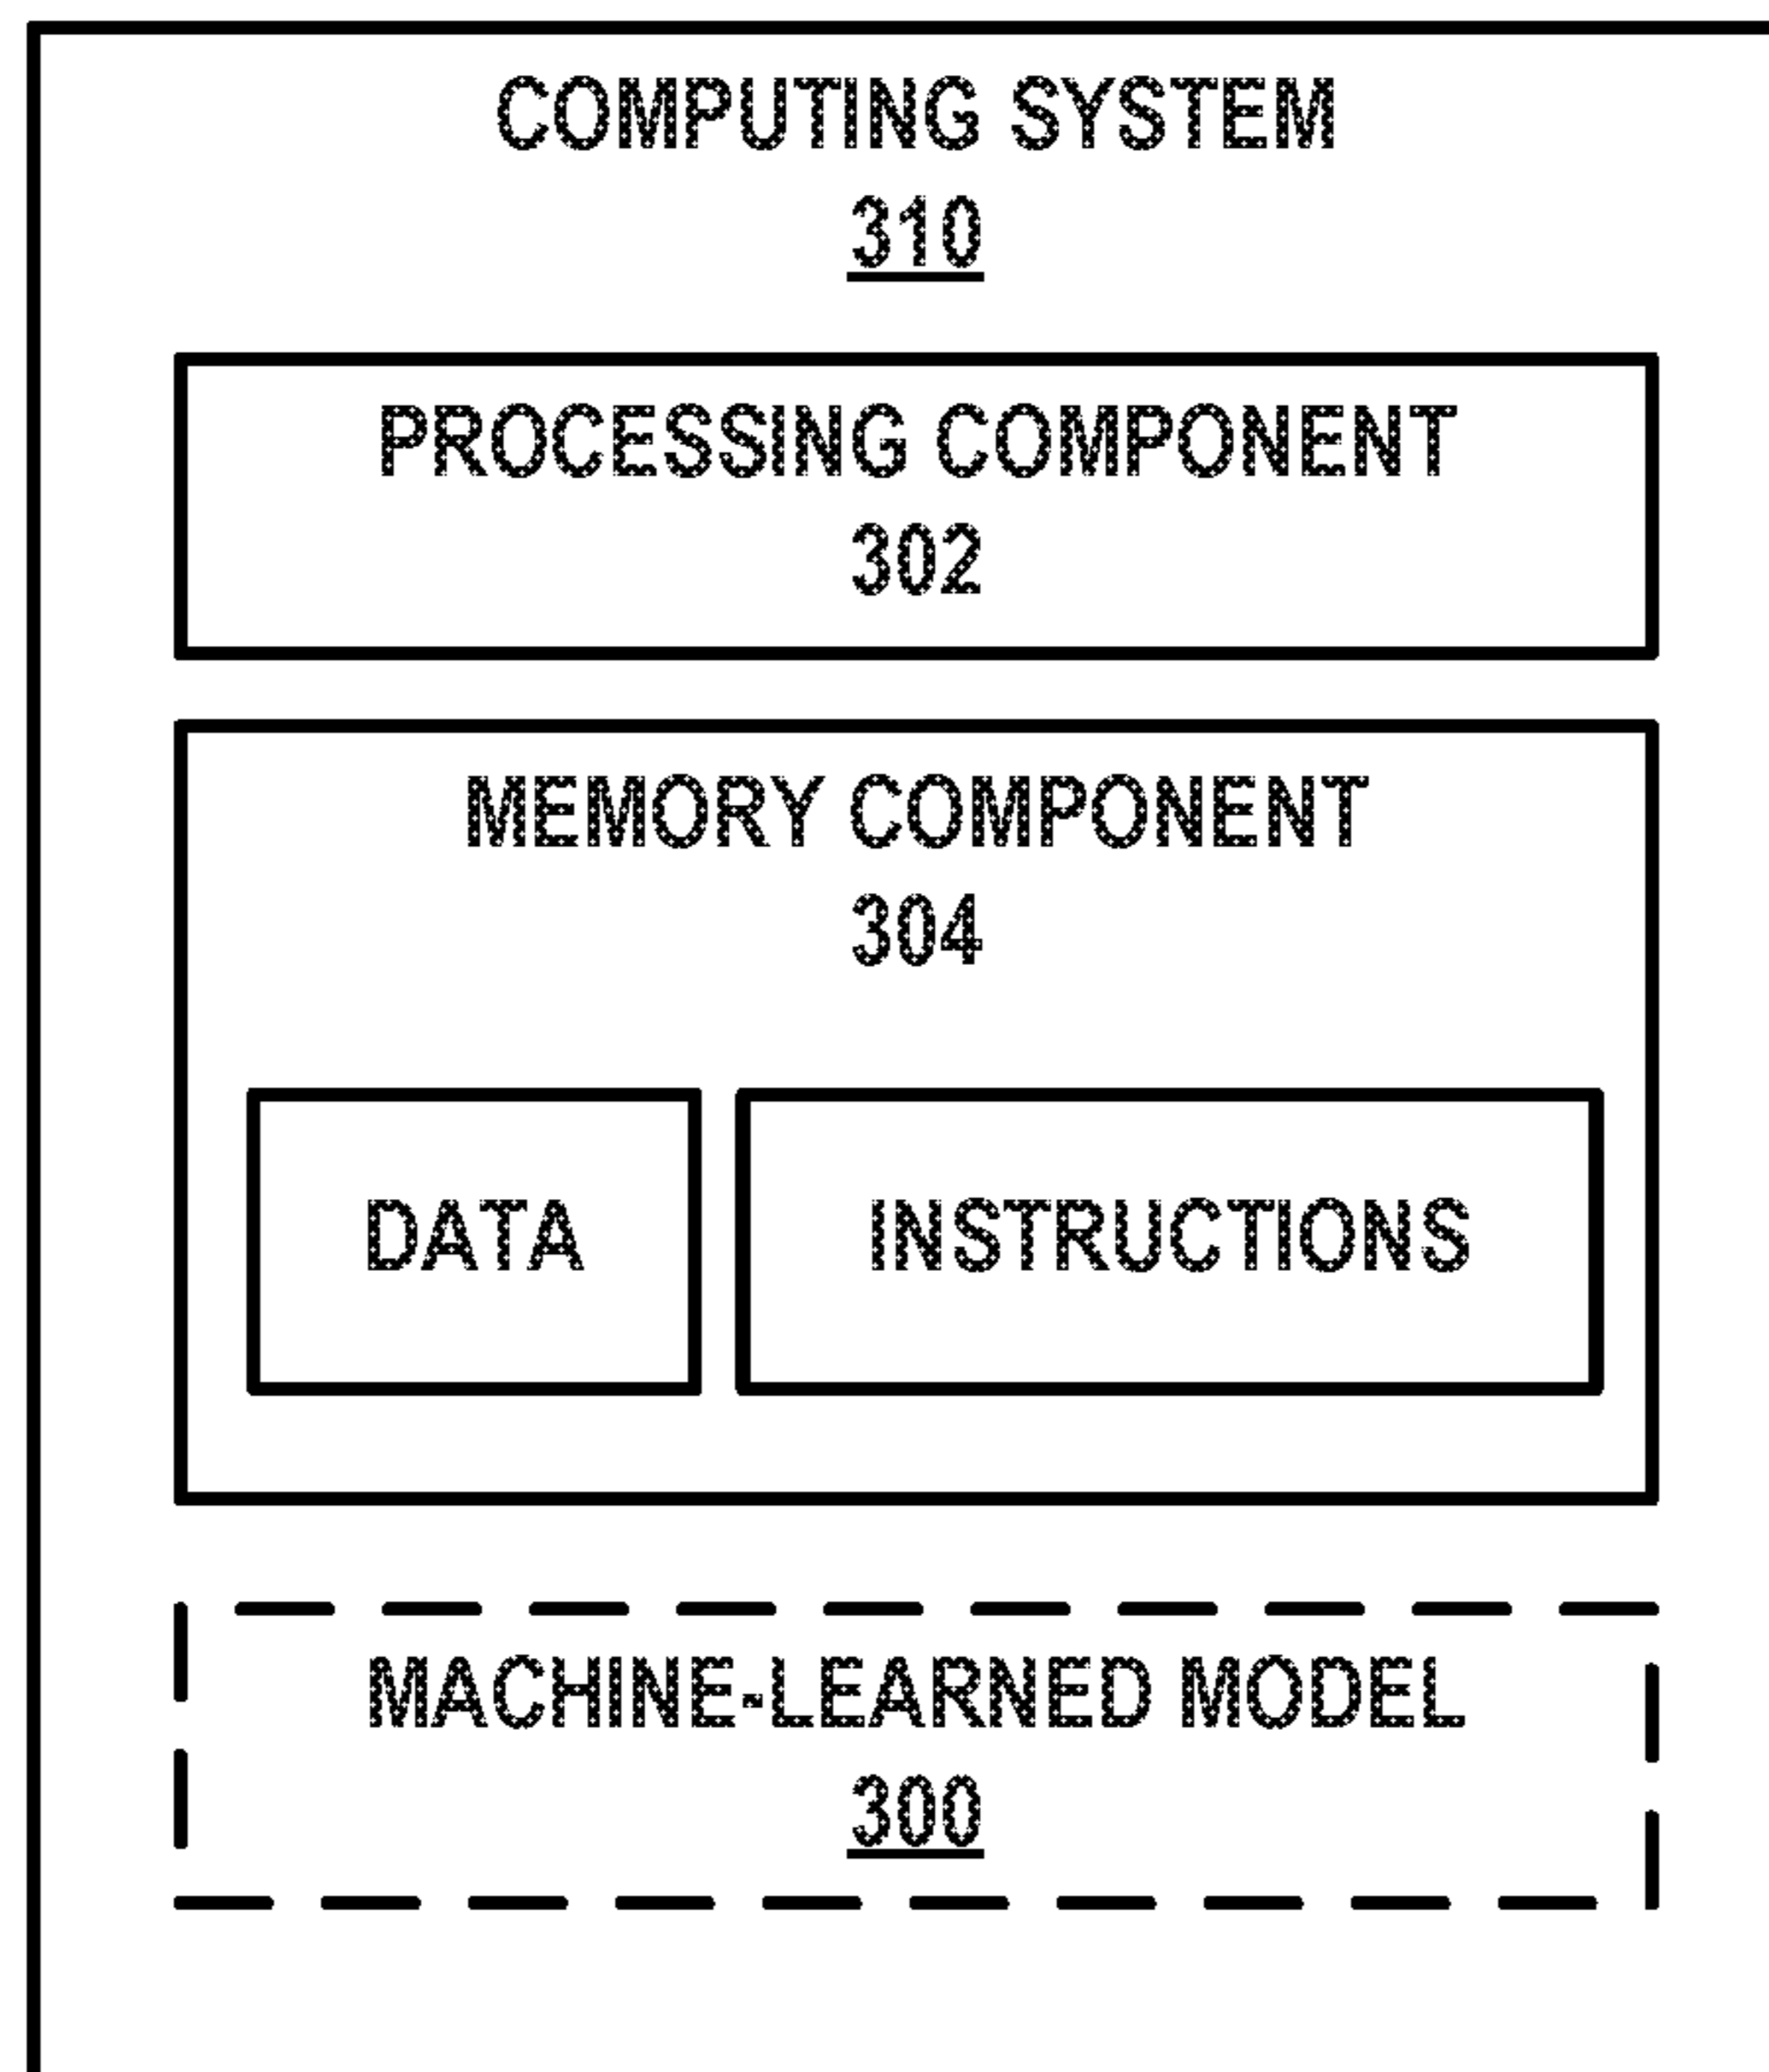 COMPUTING SYSTEM
310
PROCESSING COMPONENT
302
MEMORY COMPONENT
304
DATA INSTRUCTIONS
MACHINE-LEARNED MODEL
300